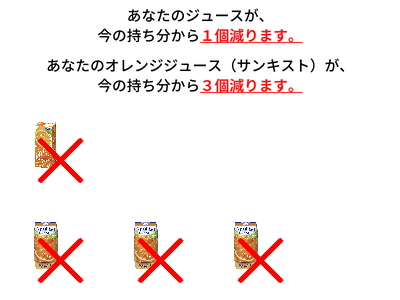 あなたのジュースが、
今の持ち分から１個減ります。
あなたのオレンジジュース（サンキスト）が、
今の持ち分から３個減ります。